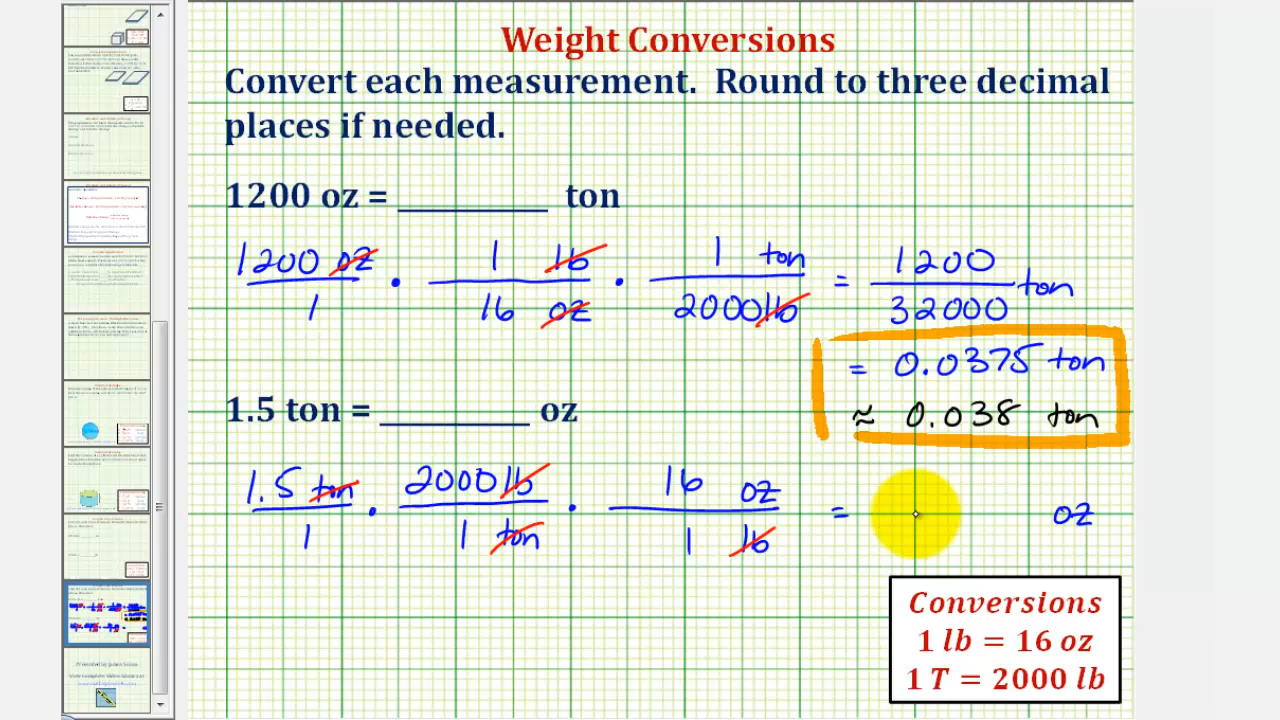 Weight Conversions
Convert each measurement. Round to three decimal
places if needed.
1200 oz = ________ ton
1200 oz / 1 · 1 lb / 16 oz · 1 ton / 2000 lb = 1200 / 32000 ton
= 0.0375 ton
≈ 0.038 ton
1.5 ton = ________ oz
1.5 ton / 1 · 2000 lb / 1 ton · 16 oz / 1 lb = oz
Conversions
1 lb = 16 oz
1 T = 2000 lb